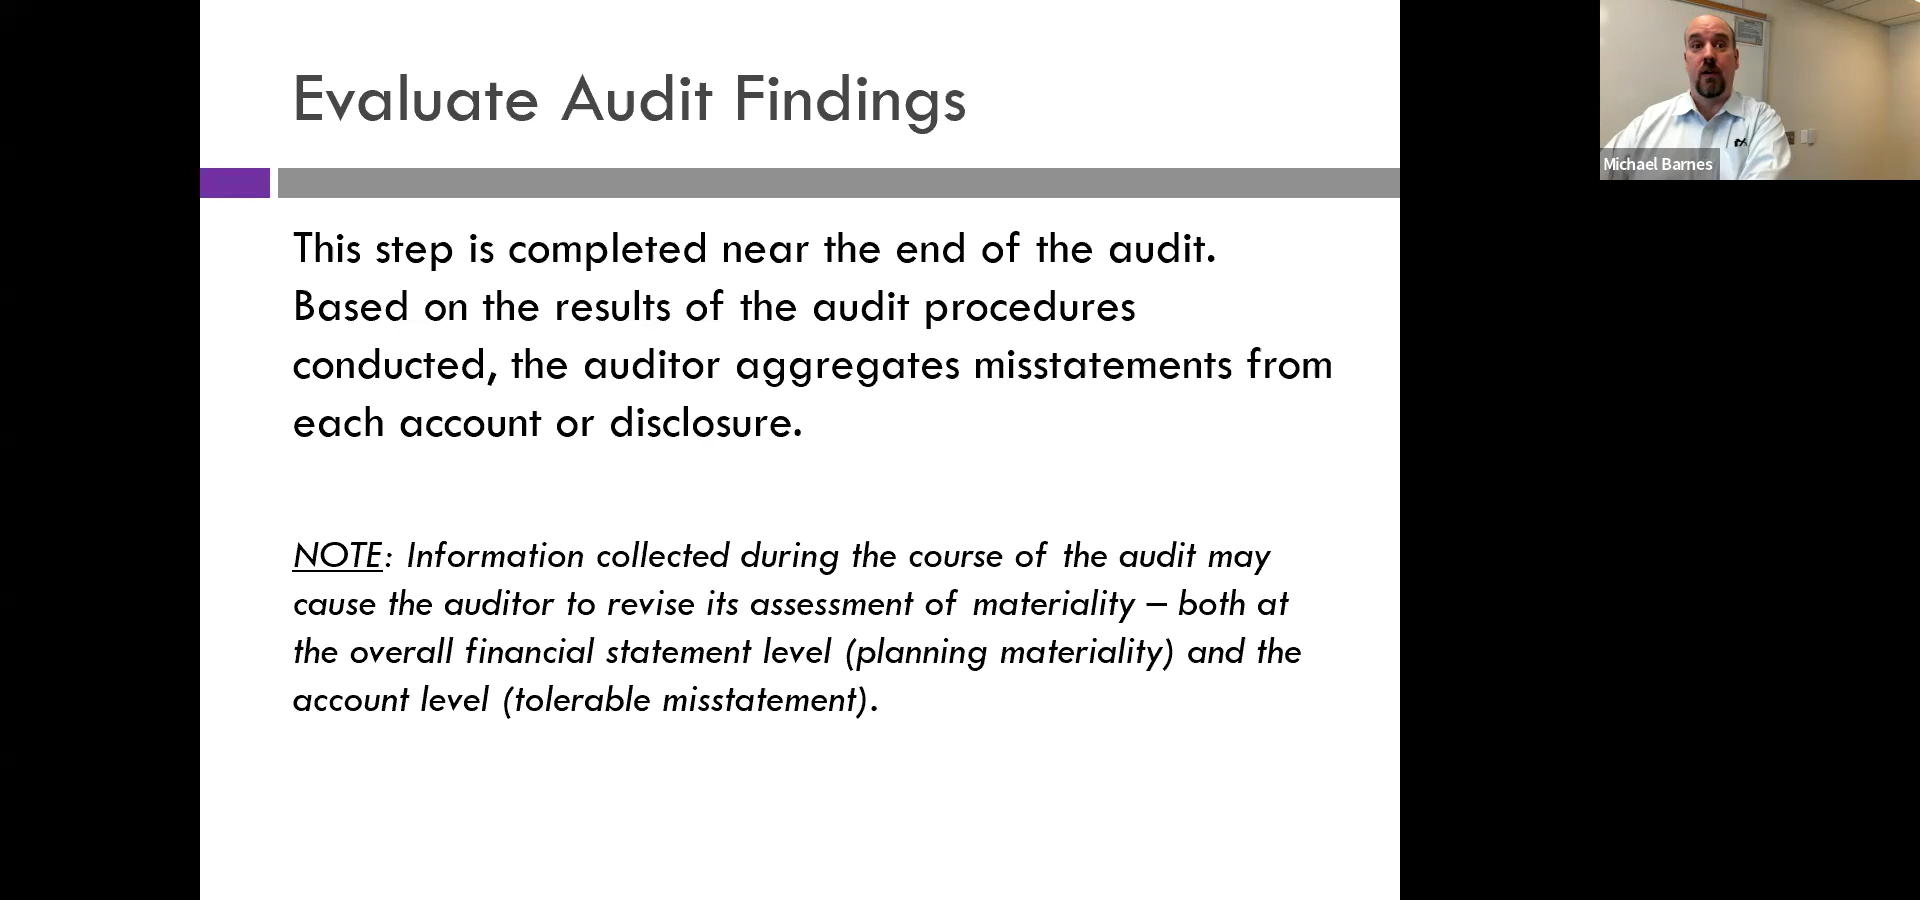 Evaluate Audit Findings
Michael Barnes
This step is completed near the end of the audit.
Based on the results of the audit procedures
conducted, the auditor aggregates misstatements from
each account or disclosure.
NOTE: Information collected during the course of the audit may
cause the auditor to revise its assessment of materiality – both at
the overall financial statement level (planning materiality) and the
account level (tolerable misstatement).